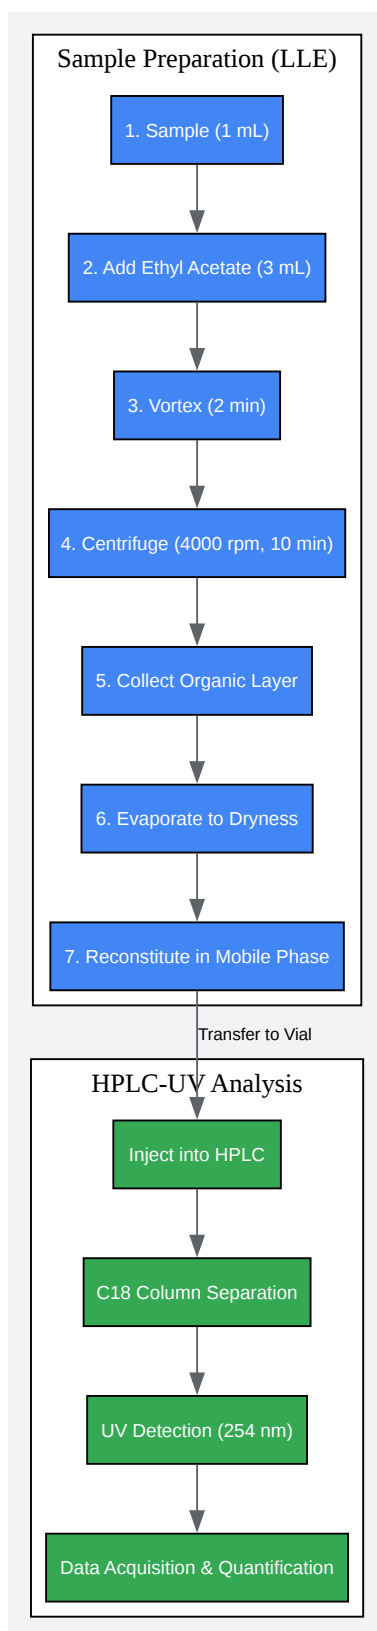 Sample Preparation (LLE)
1. Sample (1 mL)
2. Add Ethyl Acetate (3 mL)
3. Vortex (2 min)
4. Centrifuge (4000 rpm, 10 min)
5. Collect Organic Layer
6. Evaporate to Dryness
7. Reconstitute in Mobile Phase
Transfer to Vial
HPLC-UV Analysis
Inject into HPLC
C18 Column Separation
UV Detection (254 nm)
Data Acquisition & Quantification